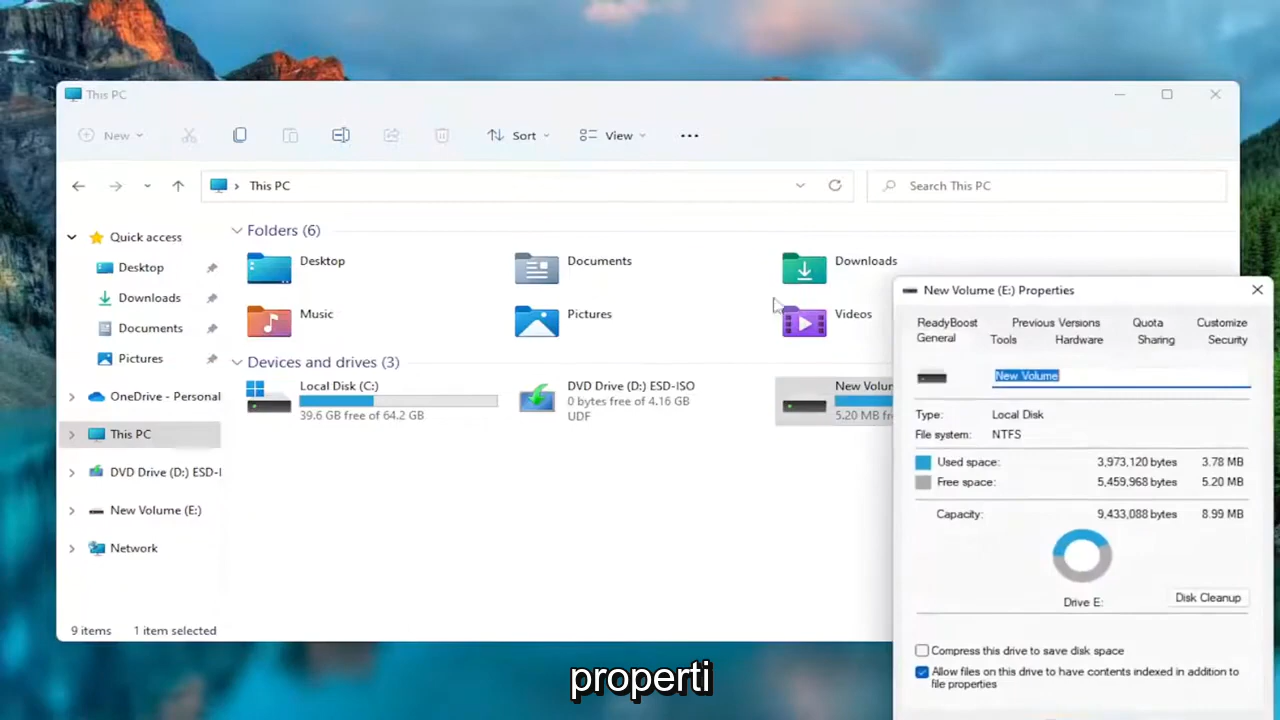 This PC
New
Sort
View
This PC
Search This PC
Quick access
Desktop
Downloads
Documents
Pictures
OneDrive - Personal
This PC
DVD Drive (D:) ESD-I
New Volume (E:)
Network
Folders (6)
Desktop
Documents
Downloads
Music
Pictures
Videos
Devices and drives (3)
Local Disk (C:)
39.6 GB free of 64.2 GB
DVD Drive (D:) ESD-ISO
0 bytes free of 4.16 GB
UDF
New Volum
5.20 MB fre
9 items
1 item selected
New Volume (E:) Properties
ReadyBoost Previous Versions Quota Customize
General Tools Hardware Sharing Security
New Volume
Type: Local Disk
File system: NTFS
Used space: 3,973,120 bytes 3.78 MB
Free space: 5,459,968 bytes 5.20 MB
Capacity: 9,433,088 bytes 8.99 MB
Drive E:
Disk Cleanup
Compress this drive to save disk space
Allow files on this drive to have contents indexed in addition to
file properties
properti